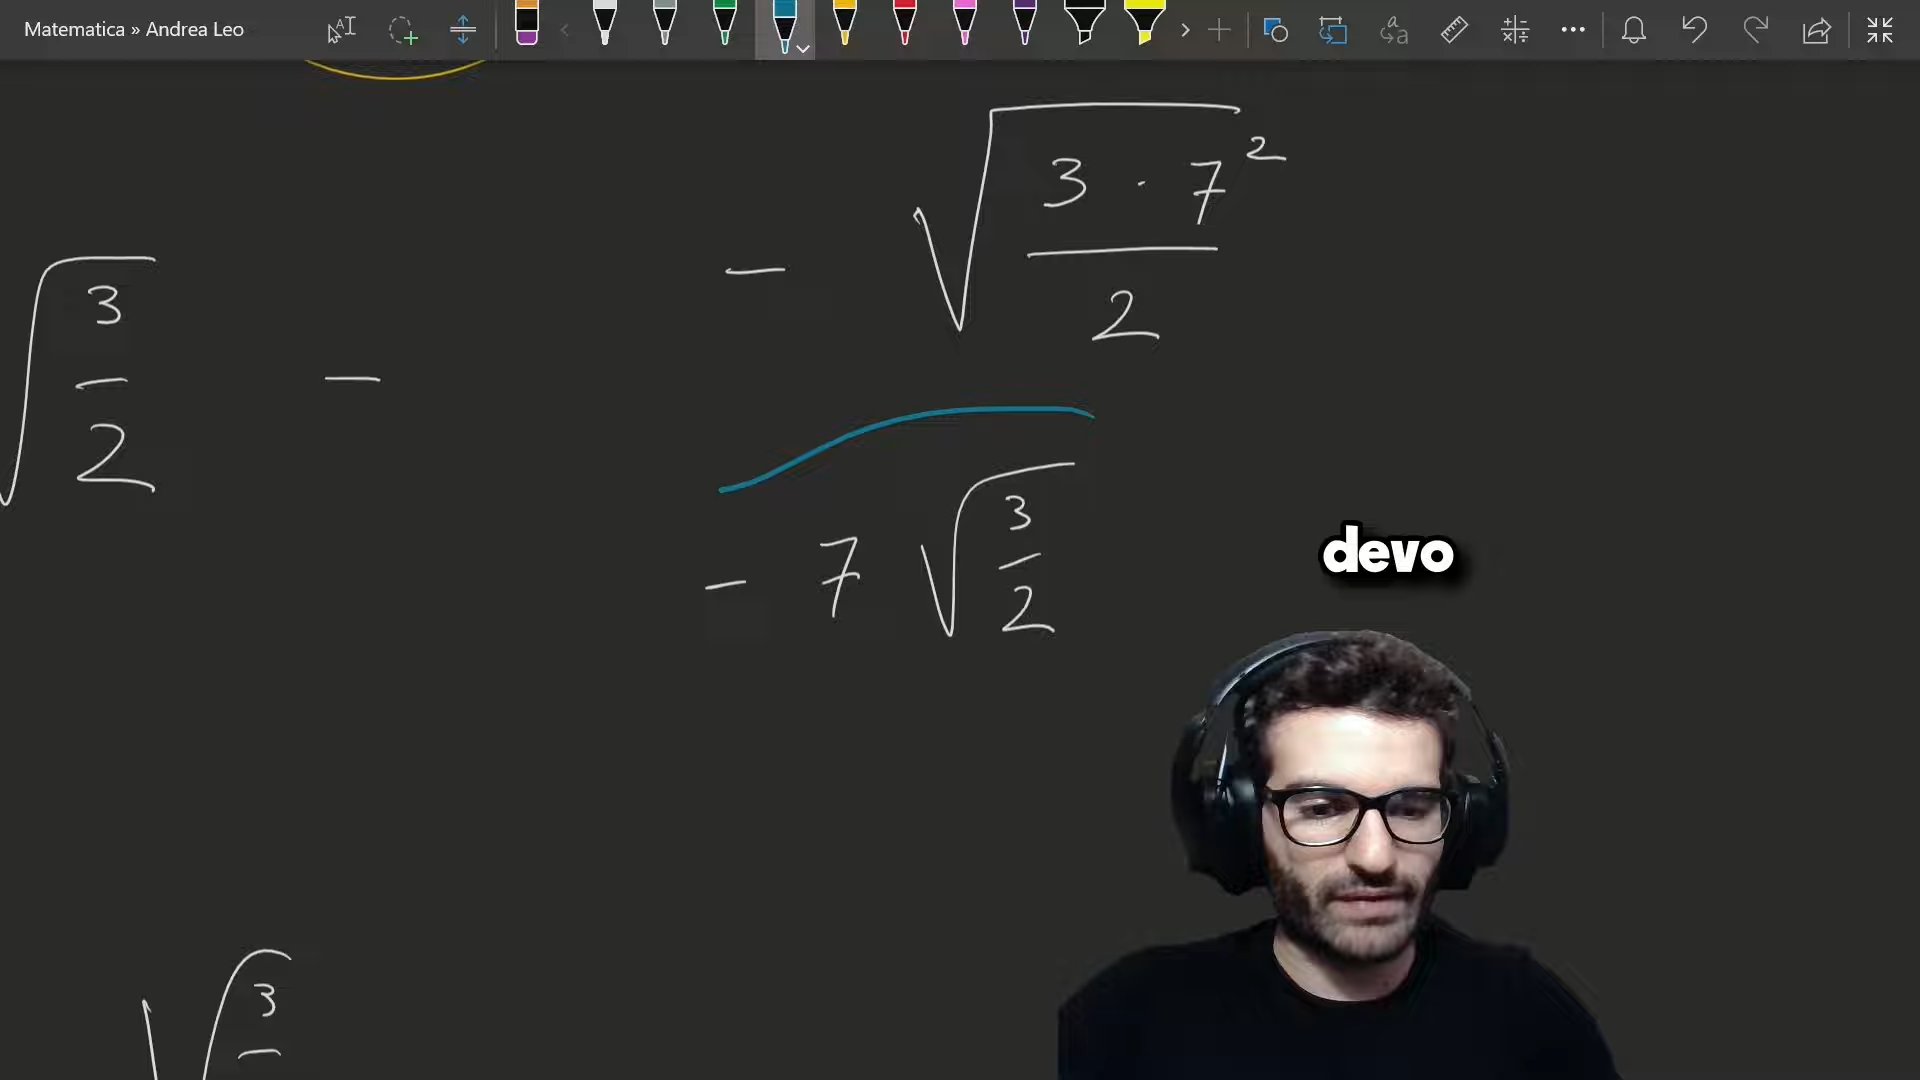 Matematica » Andrea Leo
- √(3 · 7² / 2)
√(3/2) -
- 7 √(3/2)
devo
√(3/